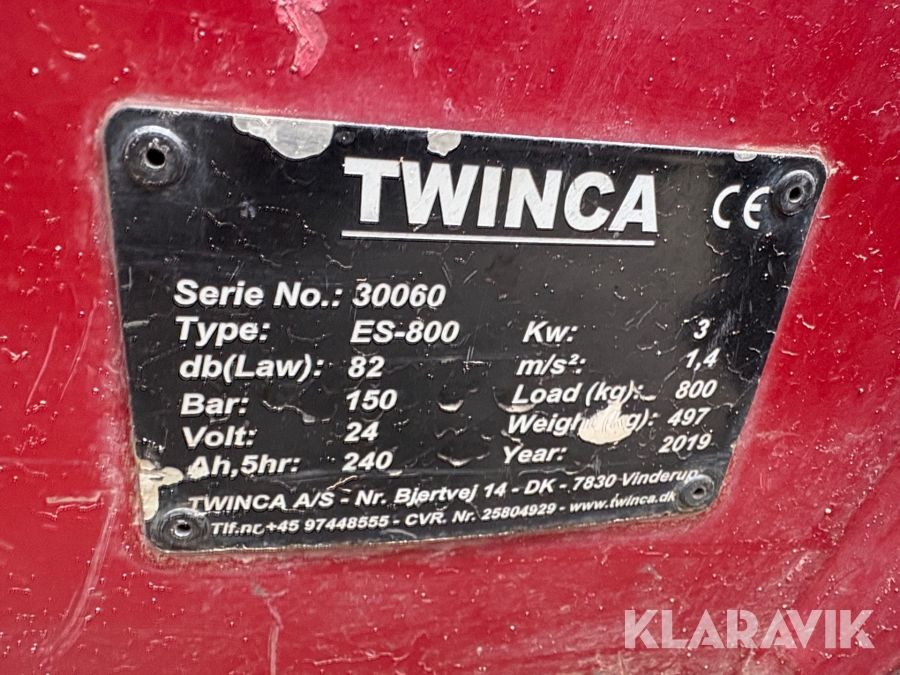 TWINCA CE
Serie No.: 30060
Type: ES-800 Kw: 3
db(Law): 82 m/s²: 1,4
Bar: 150 Load (kg): 800
Volt: 24 Weight (kg): 497
Ah,5hr: 240 Year: 2019
TWINCA A/S - Nr. Bjertvej 14 - DK - 7830 Vinderup
Tlf.nr +45 97448555 - CVR. Nr. 25804929 - www.twinca.dk
KLARAVIK